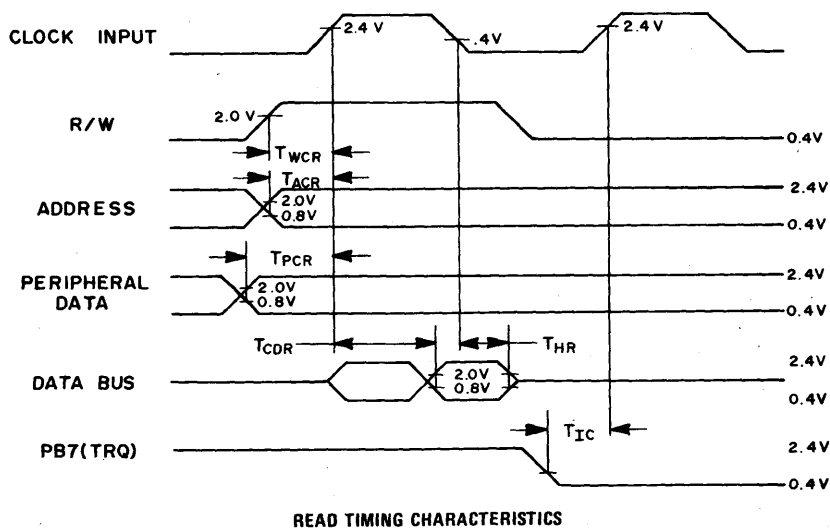 CLOCK INPUT
2.4 V
.4V
2.4 V
R/W
2.0 V
0.4V
TWCR
TACR
2.4V
ADDRESS
2.0V
0.8V
0.4V
TPCR
2.4V
PERIPHERAL
DATA
2.0V
0.8V
0.4V
TCDR
THR
2.4V
DATA BUS
2.0V
0.8V
0.4V
TIC
PB7(TRQ)
2.4V
0.4V
READ TIMING CHARACTERISTICS